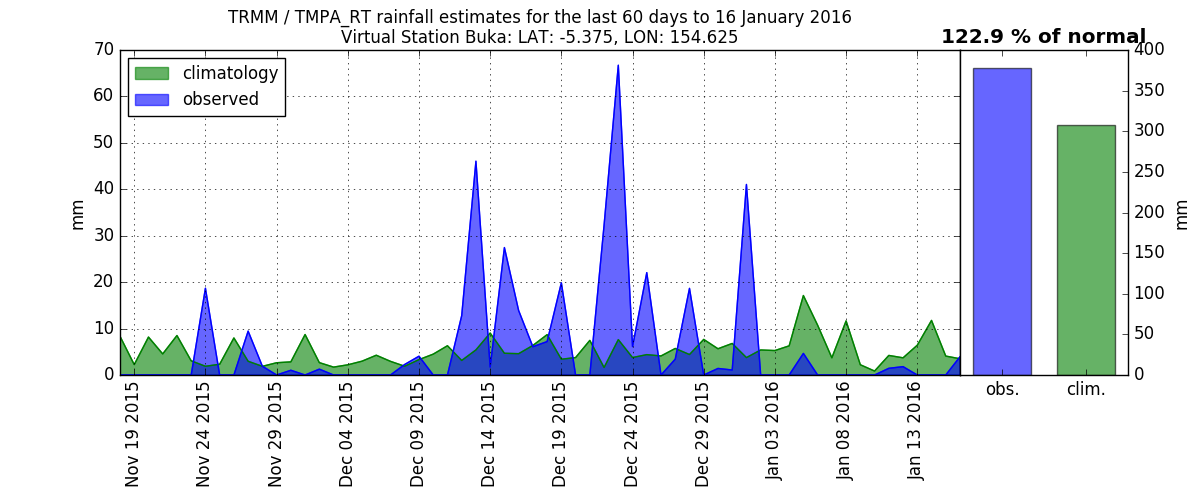 TRMM / TMPA_RT rainfall estimates for the last 60 days to 16 January 2016
Virtual Station Buka: LAT: -5.375, LON: 154.625
122.9 % of normal
climatology
observed
mm
70
60
50
40
30
20
10
0
Nov 19 2015
Nov 24 2015
Nov 29 2015
Dec 04 2015
Dec 09 2015
Dec 14 2015
Dec 19 2015
Dec 24 2015
Dec 29 2015
Jan 03 2016
Jan 08 2016
Jan 13 2016
400
350
300
250
200
150
100
50
0
mm
obs.
clim.